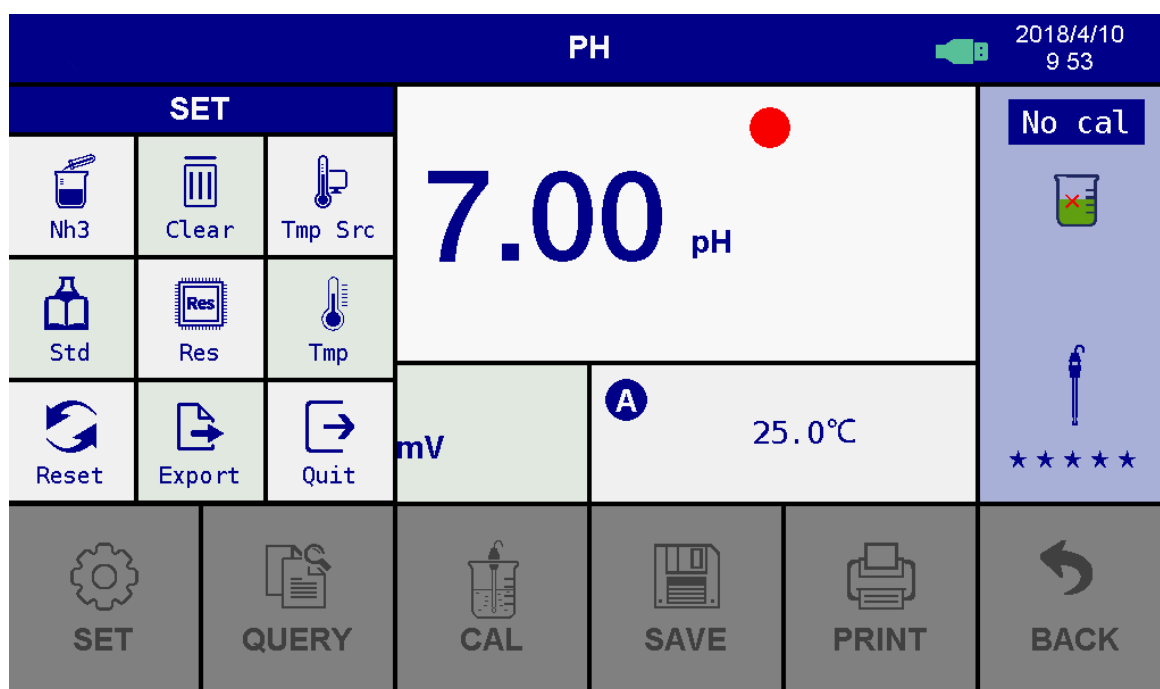 PH
2018/4/10
9 53
SET
Nh3
Clear
Tmp Src
Std
Res
Res
Tmp
Reset
Export
Quit
7.00 pH
mV
A
25.0℃
No cal
★★★★★
SET
QUERY
CAL
SAVE
PRINT
BACK